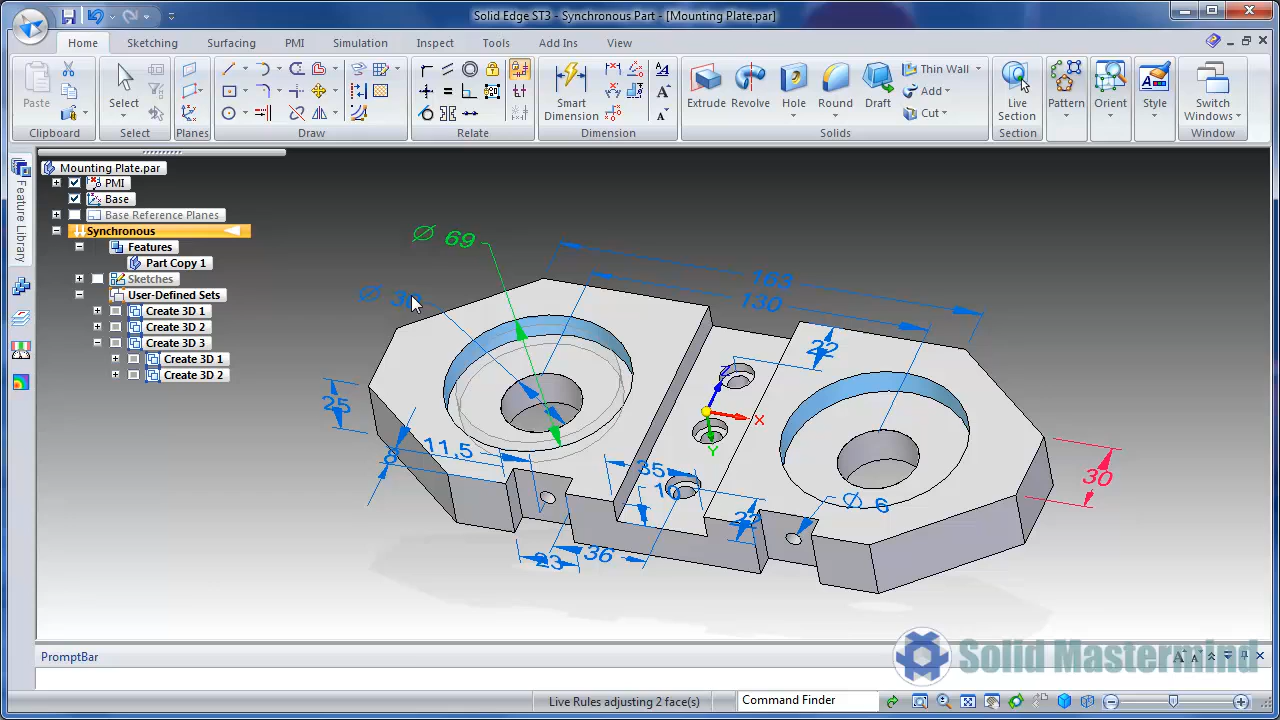 Solid Edge ST3 - Synchronous Part - [Mounting Plate.par]
Home Sketching Surfacing PMI Simulation Inspect Tools Add Ins View
Paste
Select
Smart
Dimension
Extrude Revolve Hole Round Draft
Thin Wall
Add
Cut
Live
Section
Pattern
Orient
Style
Switch
Windows
Clipboard Select Planes Draw Relate Dimension Solids Section Window
Feature Library
Mounting Plate.par
PMI
Base
Base Reference Planes
Synchronous
Features
Part Copy 1
Sketches
User-Defined Sets
Create 3D 1
Create 3D 2
Create 3D 3
Create 3D 1
Create 3D 2
∅ 69
163
130
22
Z
X
Y
25
11,5
8
35
16
22
∅ 6
30
23
36
PromptBar
Solid Mastermind
Live Rules adjusting 2 face(s)
Command Finder